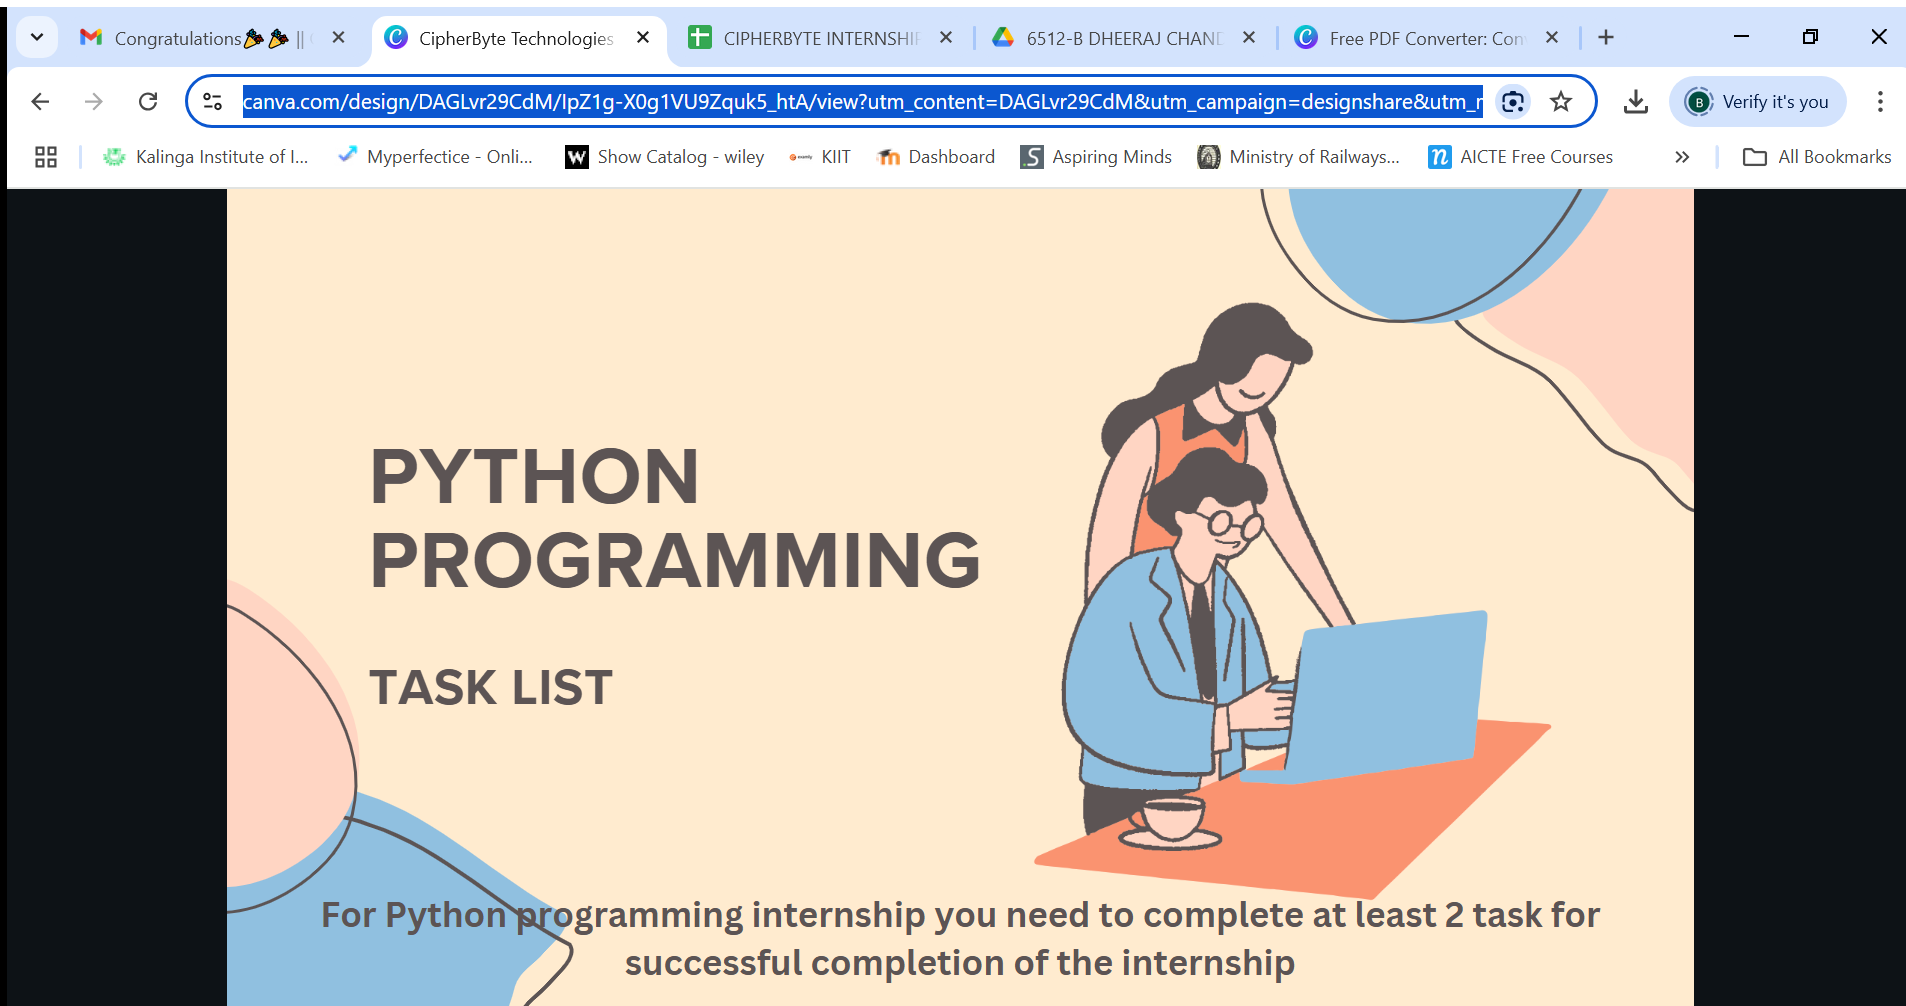 Congratulations🎉🎉 ||
CipherByte Technologies
CIPHERBYTE INTERNSHIP
6512-B DHEERAJ CHAND
Free PDF Converter: Con
canva.com/design/DAGLvr29CdM/IpZ1g-X0g1VU9Zquk5_htA/view?utm_content=DAGLvr29CdM&utm_campaign=designshare&utm_r
B
Verify it's you
Kalinga Institute of I...
Myperfectice - Onli...
W
Show Catalog - wiley
KIIT
Dashboard
.S
Aspiring Minds
Ministry of Railways...
n
AICTE Free Courses
All Bookmarks
PYTHON
PROGRAMMING
TASK LIST
For Python programming internship you need to complete at least 2 task for
successful completion of the internship